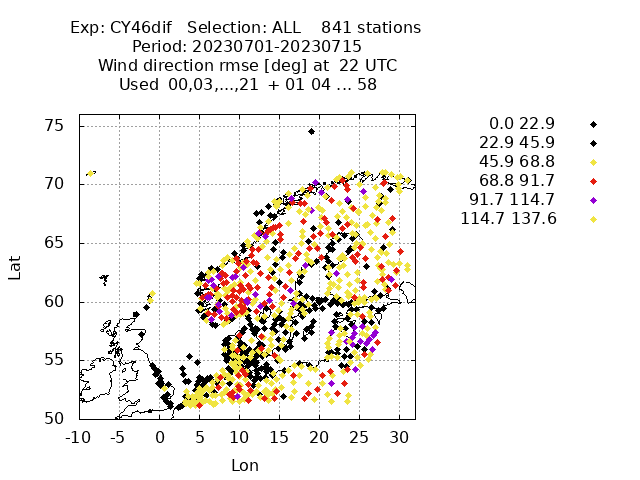 Exp: CY46dif   Selection: ALL    841 stations
Period: 20230701-20230715
Wind direction rmse [deg] at  22 UTC
Used  00,03,...,21  + 01 04 ... 58
75
70
65
60
55
50
-10 -5 0 5 10 15 20 25 30
Lat
Lon
0.0 22.9
22.9 45.9
45.9 68.8
68.8 91.7
91.7 114.7
114.7 137.6